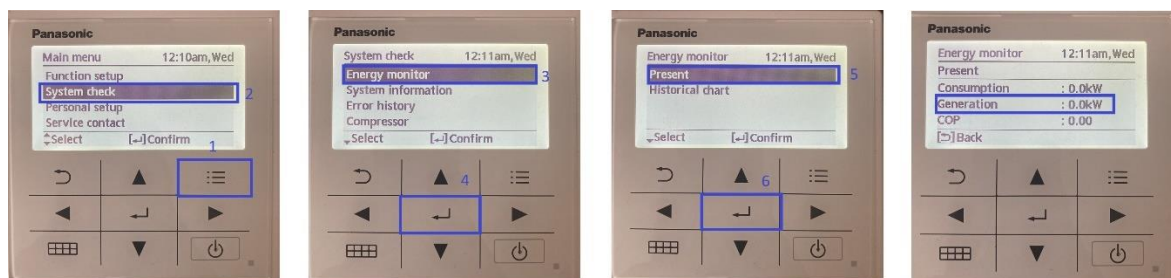 Panasonic
Main menu 12:10am,Wed
Function setup
System check
2
Personal setup
Service contact
Select [↵]Confirm
1
Panasonic
System check 12:11am,Wed
Energy monitor
3
System information
Error history
Compressor
Select [↵]Confirm
4
Panasonic
Energy monitor 12:11am,Wed
Present
5
Historical chart
Select [↵]Confirm
6
Panasonic
Energy monitor 12:11am,Wed
Present
Consumption : 0.0kW
Generation : 0.0kW
COP : 0.00
[⮌]Back